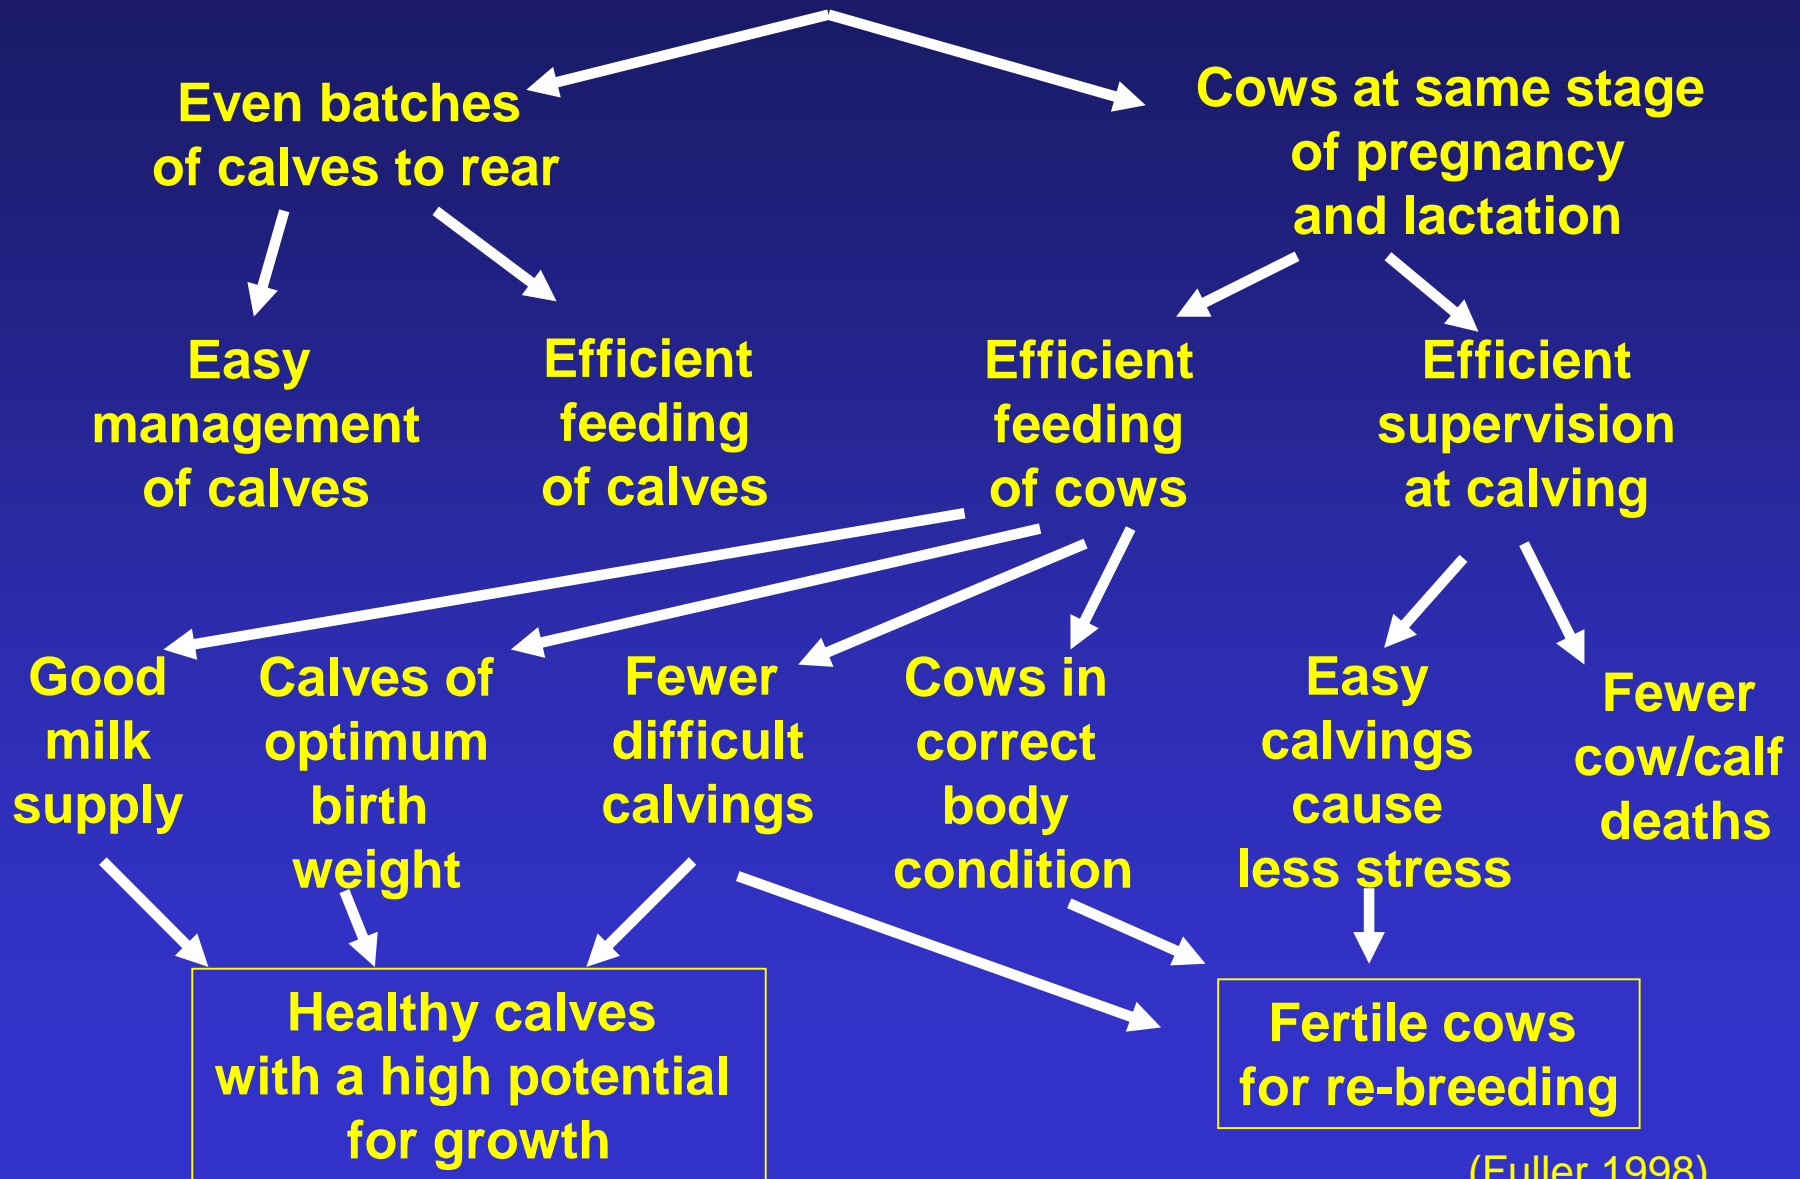 Even batches
of calves to rear
Cows at same stage
of pregnancy
and lactation
Easy
management
of calves
Efficient
feeding
of calves
Efficient
feeding
of cows
Efficient
supervision
at calving
Good
milk
supply
Calves of
optimum
birth
weight
Fewer
difficult
calvings
Cows in
correct
body
condition
Easy
calvings
cause
less stress
Fewer
cow/calf
deaths
Healthy calves
with a high potential
for growth
Fertile cows
for re-breeding
(Fuller 1998)